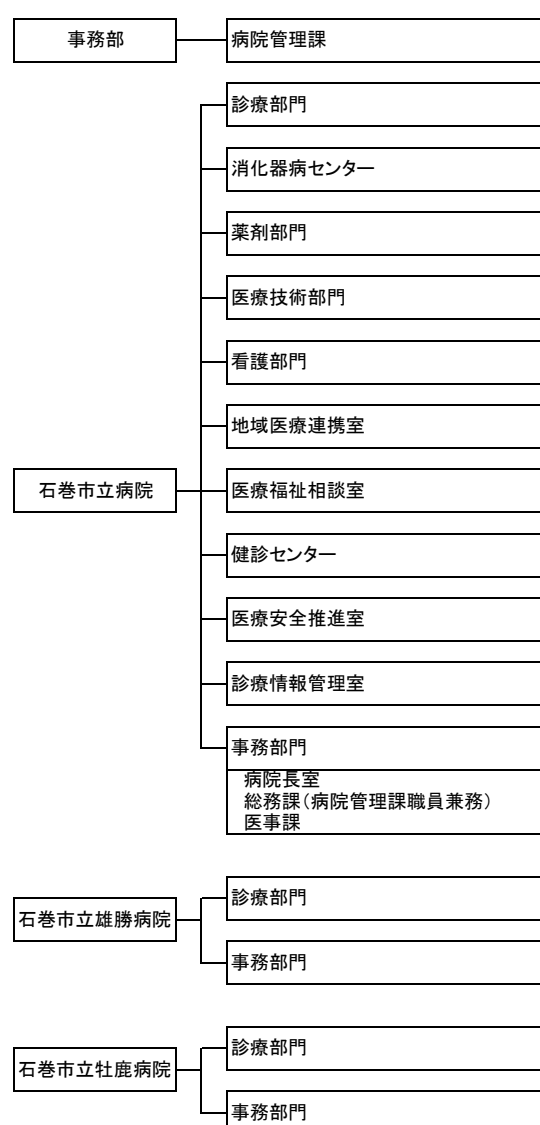 事務部
病院管理課
石巻市立病院
診療部門
消化器病センター
薬剤部門
医療技術部門
看護部門
地域医療連携室
医療福祉相談室
健診センター
医療安全推進室
診療情報管理室
事務部門
病院長室
総務課(病院管理課職員兼務)
医事課
石巻市立雄勝病院
診療部門
事務部門
石巻市立牡鹿病院
診療部門
事務部門